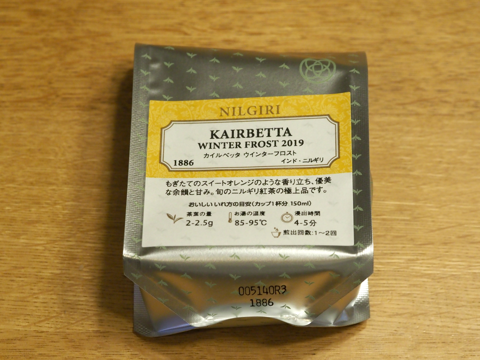 NILGIRI
KAIRBETTA
WINTER FROST 2019
カイルベッタ ウインターフロスト
1886 インド・ニルギリ
もぎたてのスイートオレンジのような香り立ち、優美
な余韻と甘み。旬のニルギリ紅茶の極上品です。
おいしいいれ方の目安(カップ1杯分 150ml)
茶葉の量 お湯の温度 浸出時間
2-2.5g 85-95℃ 4-5分
煎出回数:1〜2回
005140R3
1886